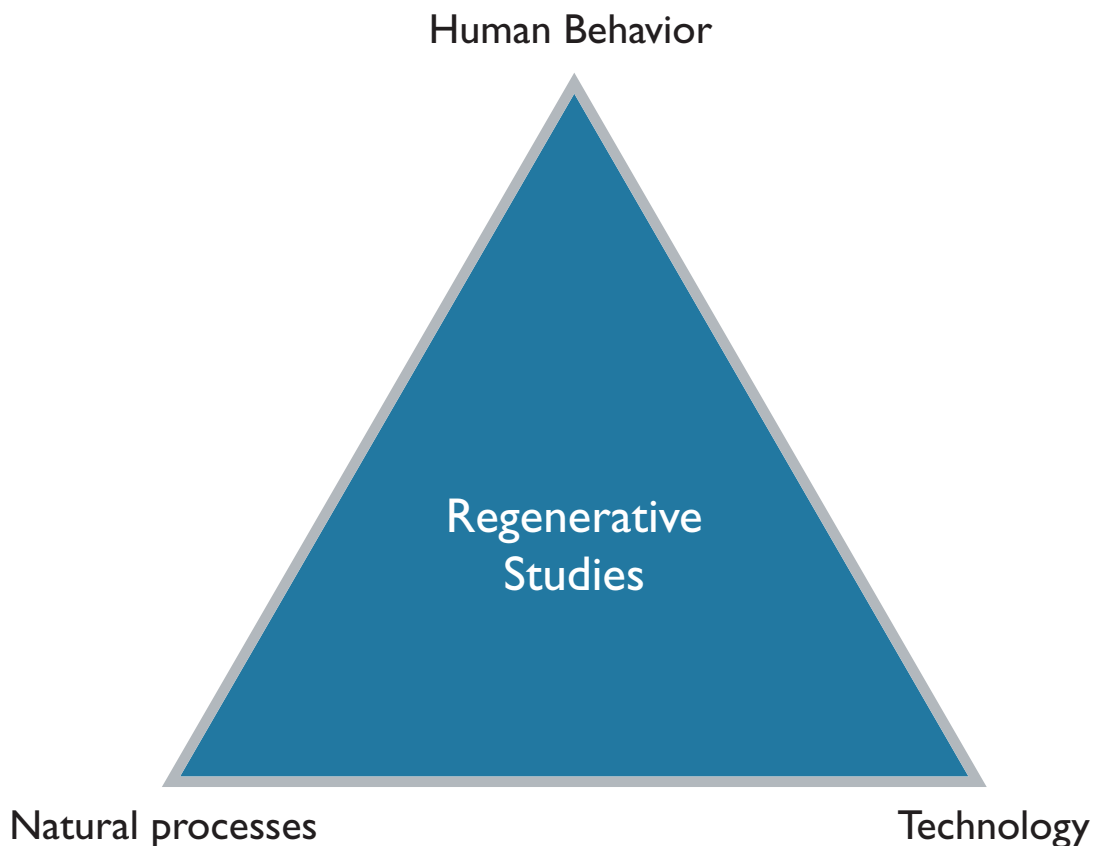 Human Behavior
Regenerative
Studies
Natural processes
Technology